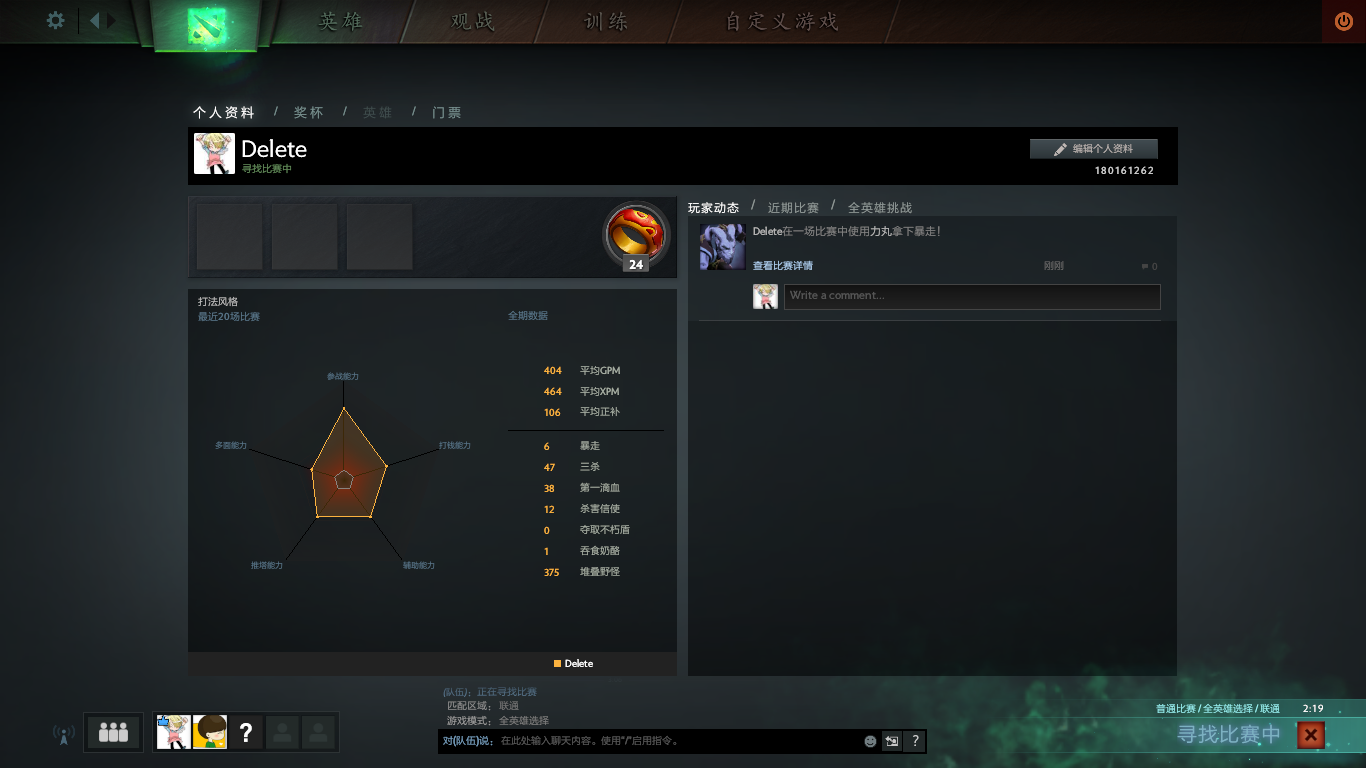 英雄 观战 训练 自定义游戏
个人资料 / 奖杯 / 英雄 / 门票
Delete
寻找比赛中
编辑个人资料
180161262
24
打法风格
最近20场比赛
全期数据
参战能力
多面能力
打钱能力
推塔能力
辅助能力
404 平均GPM
464 平均XPM
106 平均正补
6 暴走
47 三杀
38 第一滴血
12 杀害信使
0 夺取不朽盾
1 吞食奶酪
375 堆叠野怪
Delete
玩家动态 / 近期比赛 / 全英雄挑战
Delete在一场比赛中使用力丸拿下暴走!
查看比赛详情 刚刚 0
Write a comment...
(队伍): 正在寻找比赛
匹配区域: 联通
游戏模式: 全英雄选择
对(队伍)说: 在此处输入聊天内容。使用"/"启用指令。
?
?
普通比赛/全英雄选择/联通 2:19
寻找比赛中